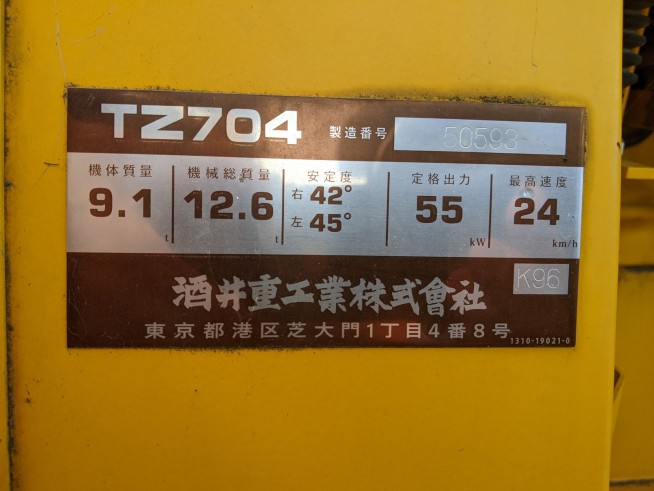 TZ704 製造番号 50593
機体質量 機械総質量 安定度 定格出力 最高速度
9.1 t 12.6 t 右 42° 左 45° 55 kW 24 km/h
K96
酒井重工業株式會社
東京都港区芝大門1丁目4番8号
1310-19021-0